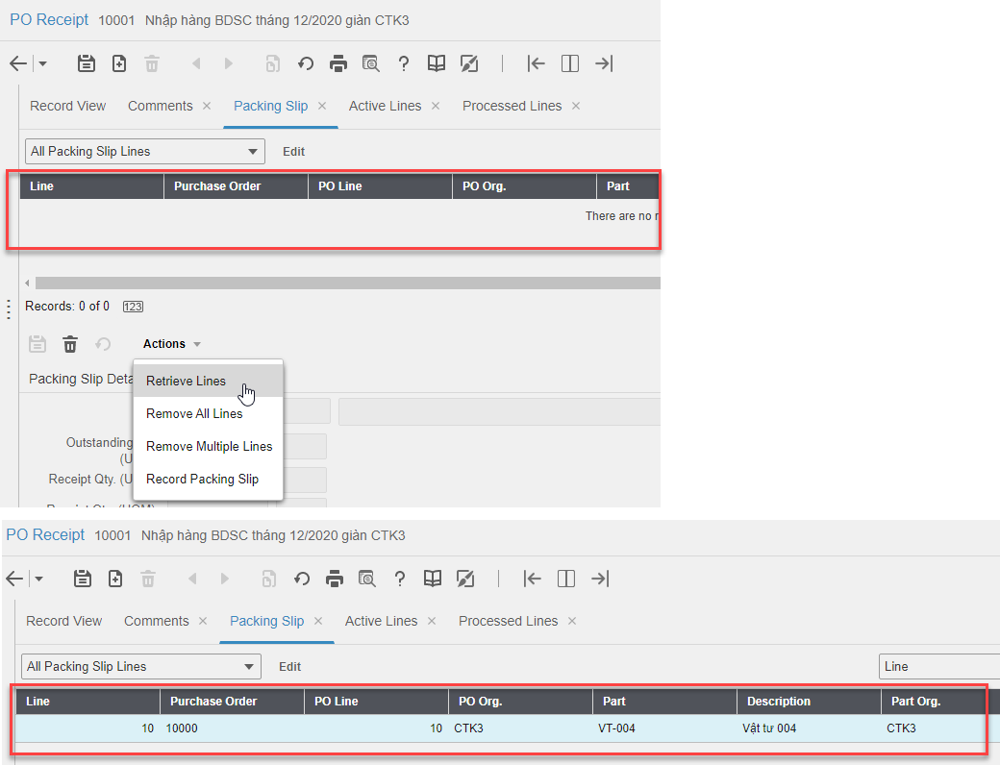 PO Receipt 10001 Nhập hàng BDSC tháng 12/2020 giàn CTK3
Record View Comments × Packing Slip × Active Lines × Processed Lines ×
All Packing Slip Lines Edit
Line Purchase Order PO Line PO Org. Part
There are no
Records: 0 of 0 123
Actions
Packing Slip
Retrieve Lines
Remove All Lines
Outstanding
Remove Multiple Lines
Receipt Qty.
Record Packing Slip
PO Receipt 10001 Nhập hàng BDSC tháng 12/2020 giàn CTK3
Record View Comments × Packing Slip × Active Lines × Processed Lines ×
All Packing Slip Lines Edit Line
Line Purchase Order PO Line PO Org. Part Description Part Org.
10 10000 10 CTK3 VT-004 Vật tư 004 CTK3